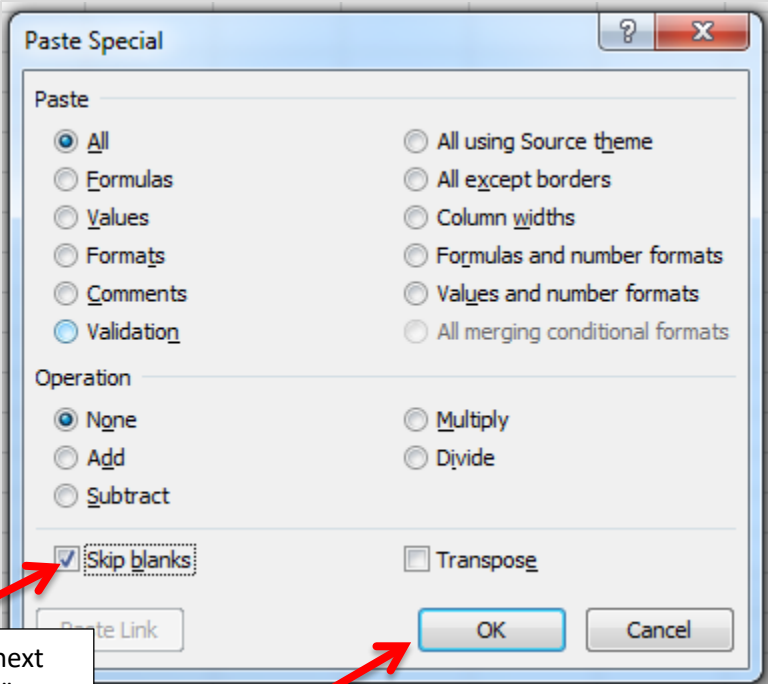 Paste Special
Paste
All
All using Source theme
Formulas
All except borders
Values
Column widths
Formats
Formulas and number formats
Comments
Values and number formats
Validation
All merging conditional formats
Operation
None
Multiply
Add
Divide
Subtract
Skip blanks
Transpose
Link
OK
Cancel
next